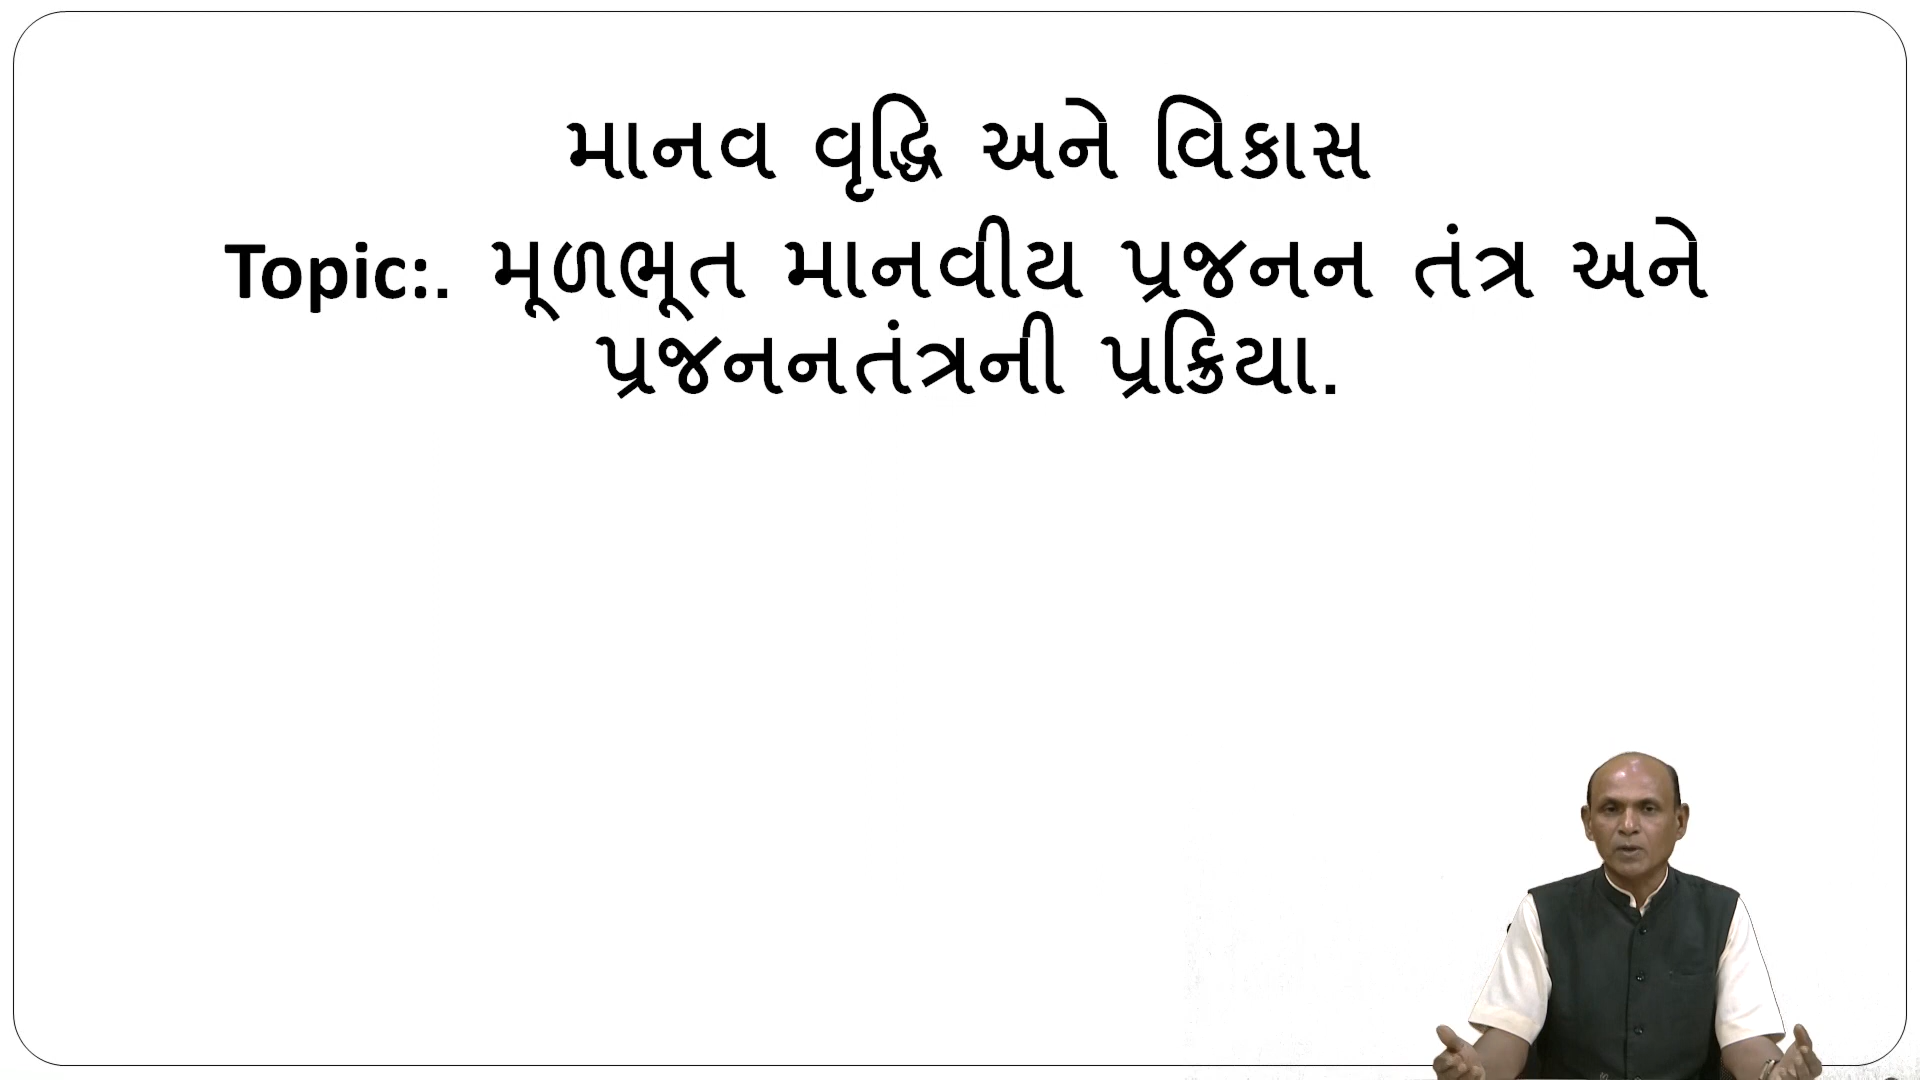 માનવ વૃદ્ધિ અને વિકાસ
Topic:. મૂળભૂત માનવીય પ્રજનન તંત્ર અને
પ્રજનનતંત્રની પ્રક્રિયા.